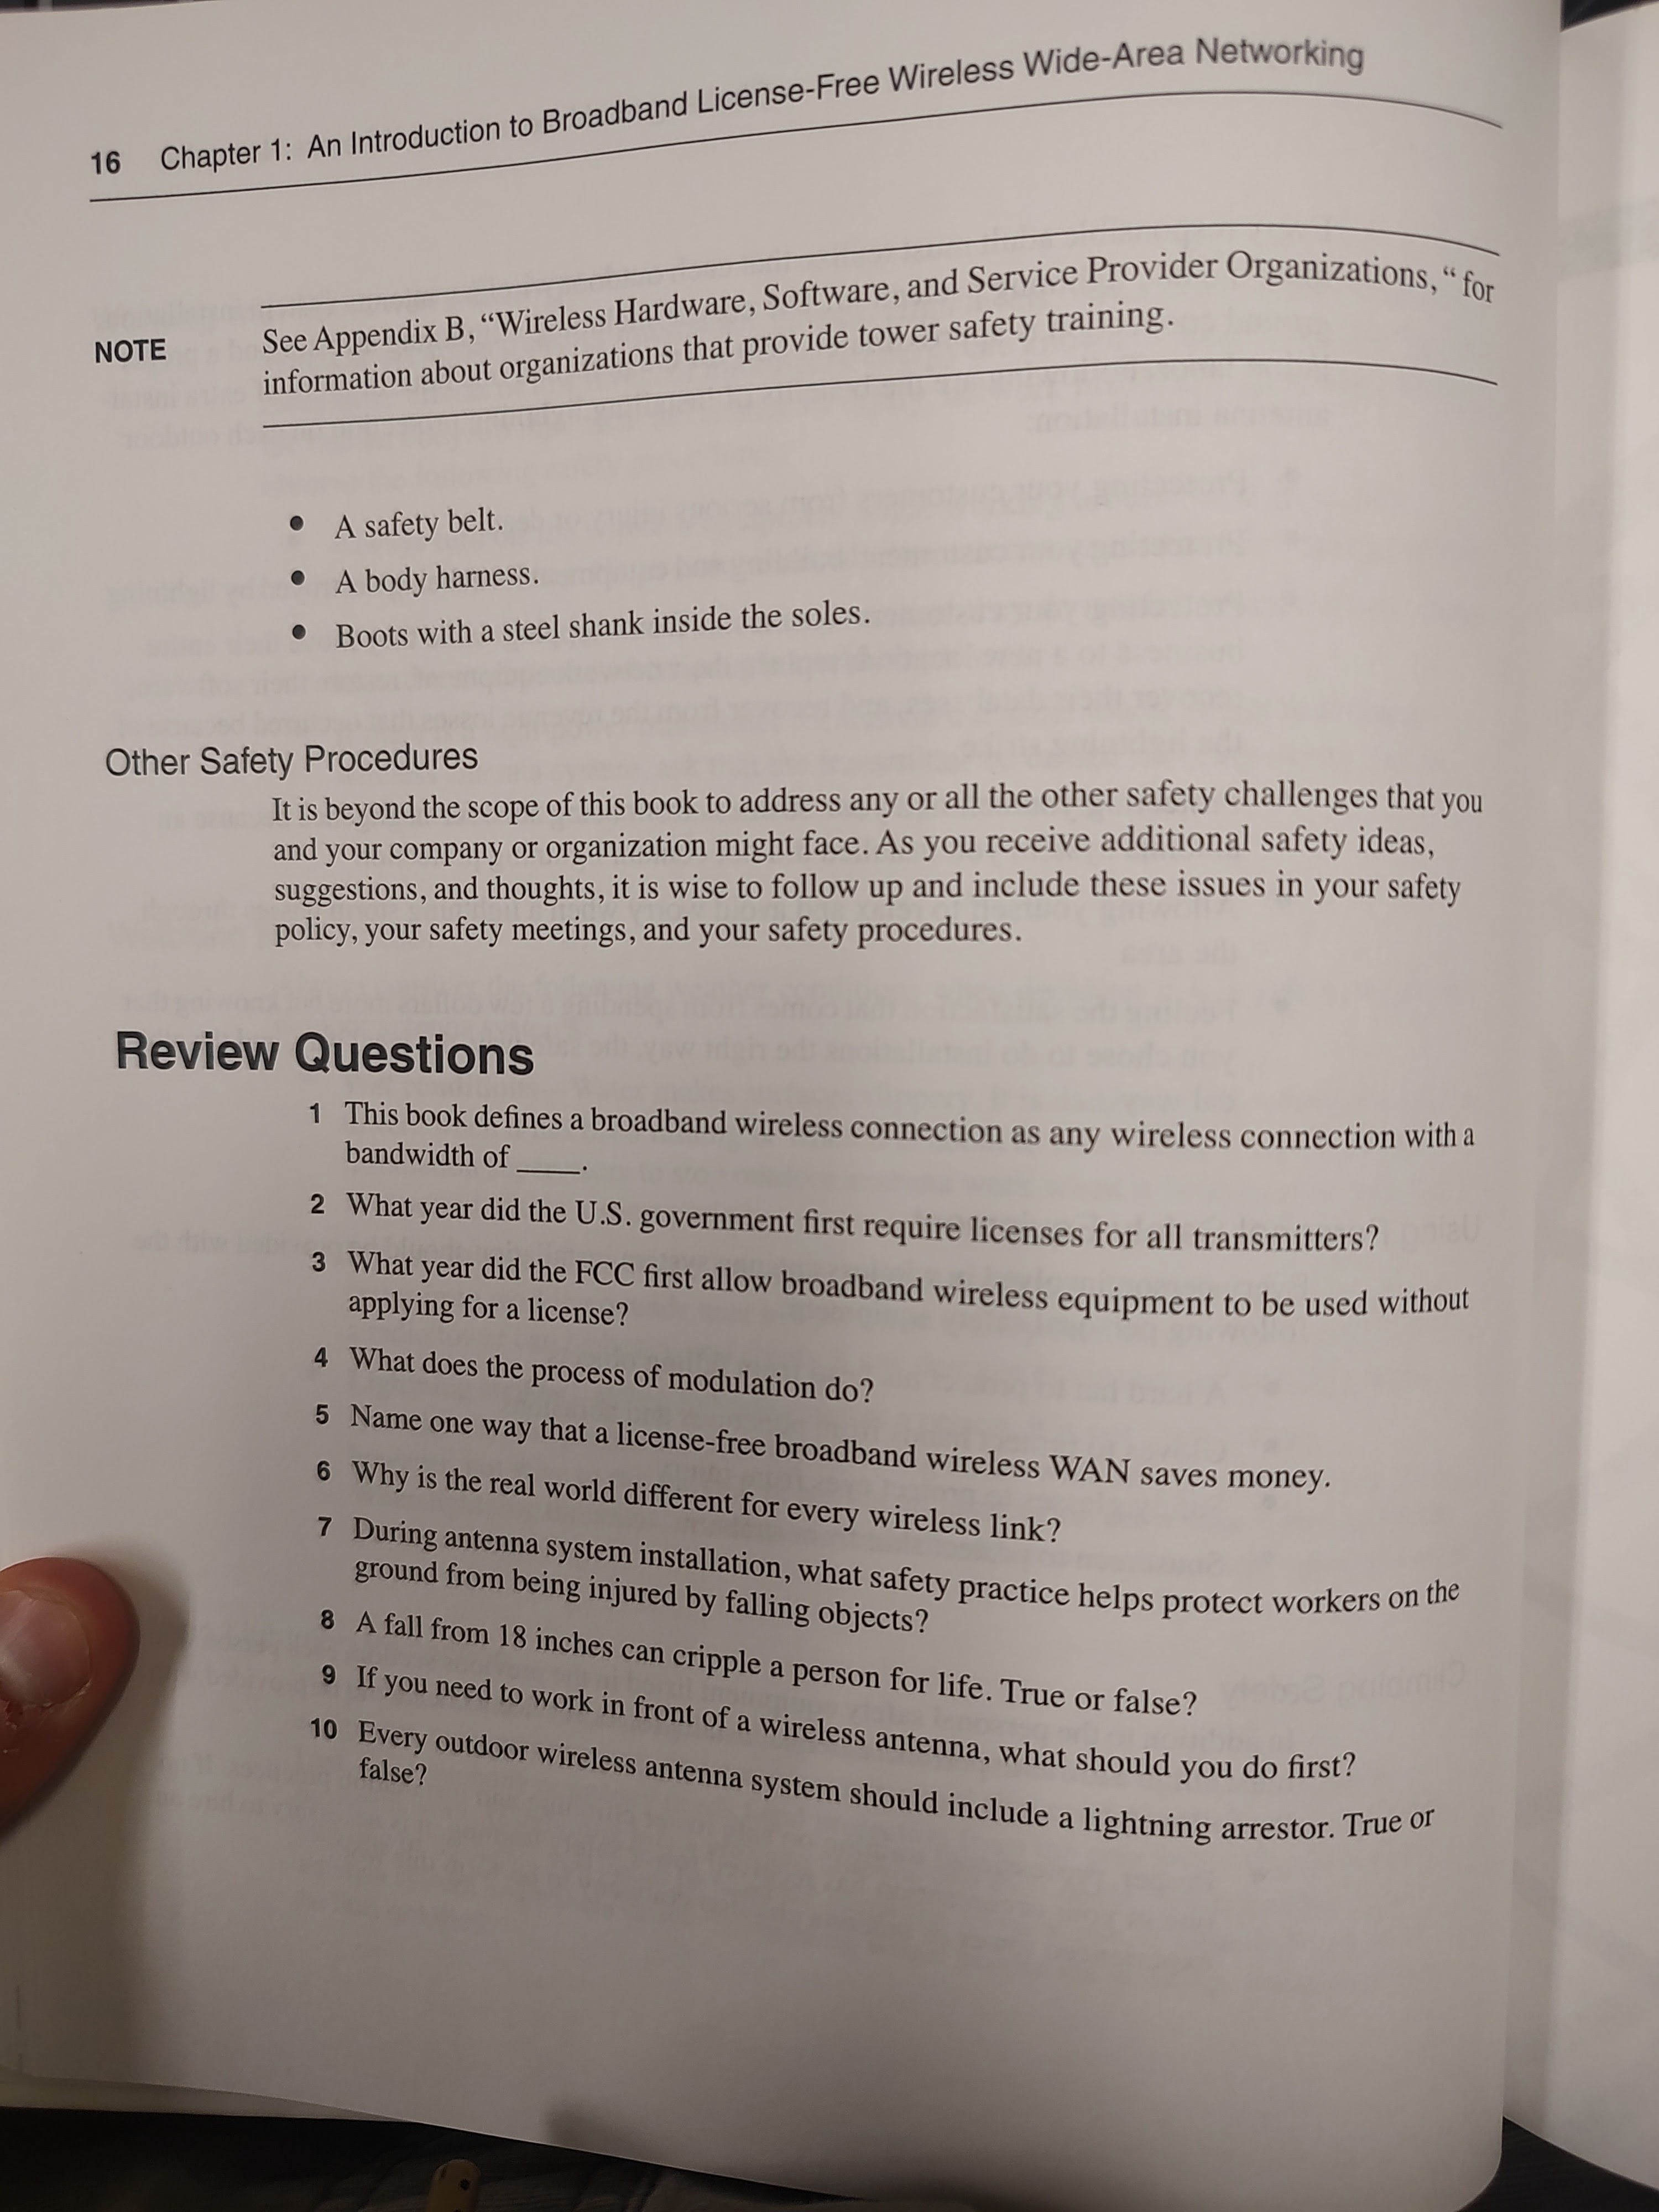 16 Chapter 1: An Introduction to Broadband License-Free Wireless Wide-Area Networking
NOTE
See Appendix B, “Wireless Hardware, Software, and Service Provider Organizations, “ for
information about organizations that provide tower safety training.
• A safety belt.
• A body harness.
• Boots with a steel shank inside the soles.
Other Safety Procedures
It is beyond the scope of this book to address any or all the other safety challenges that you
and your company or organization might face. As you receive additional safety ideas,
suggestions, and thoughts, it is wise to follow up and include these issues in your safety
policy, your safety meetings, and your safety procedures.
Review Questions
1 This book defines a broadband wireless connection as any wireless connection with a
bandwidth of ____.
2 What year did the U.S. government first require licenses for all transmitters?
3 What year did the FCC first allow broadband wireless equipment to be used without
applying for a license?
4 What does the process of modulation do?
5 Name one way that a license-free broadband wireless WAN saves money.
6 Why is the real world different for every wireless link?
7 During antenna system installation, what safety practice helps protect workers on the
ground from being injured by falling objects?
8 A fall from 18 inches can cripple a person for life. True or false?
9 If you need to work in front of a wireless antenna, what should you do first?
10 Every outdoor wireless antenna system should include a lightning arrestor. True or
false?